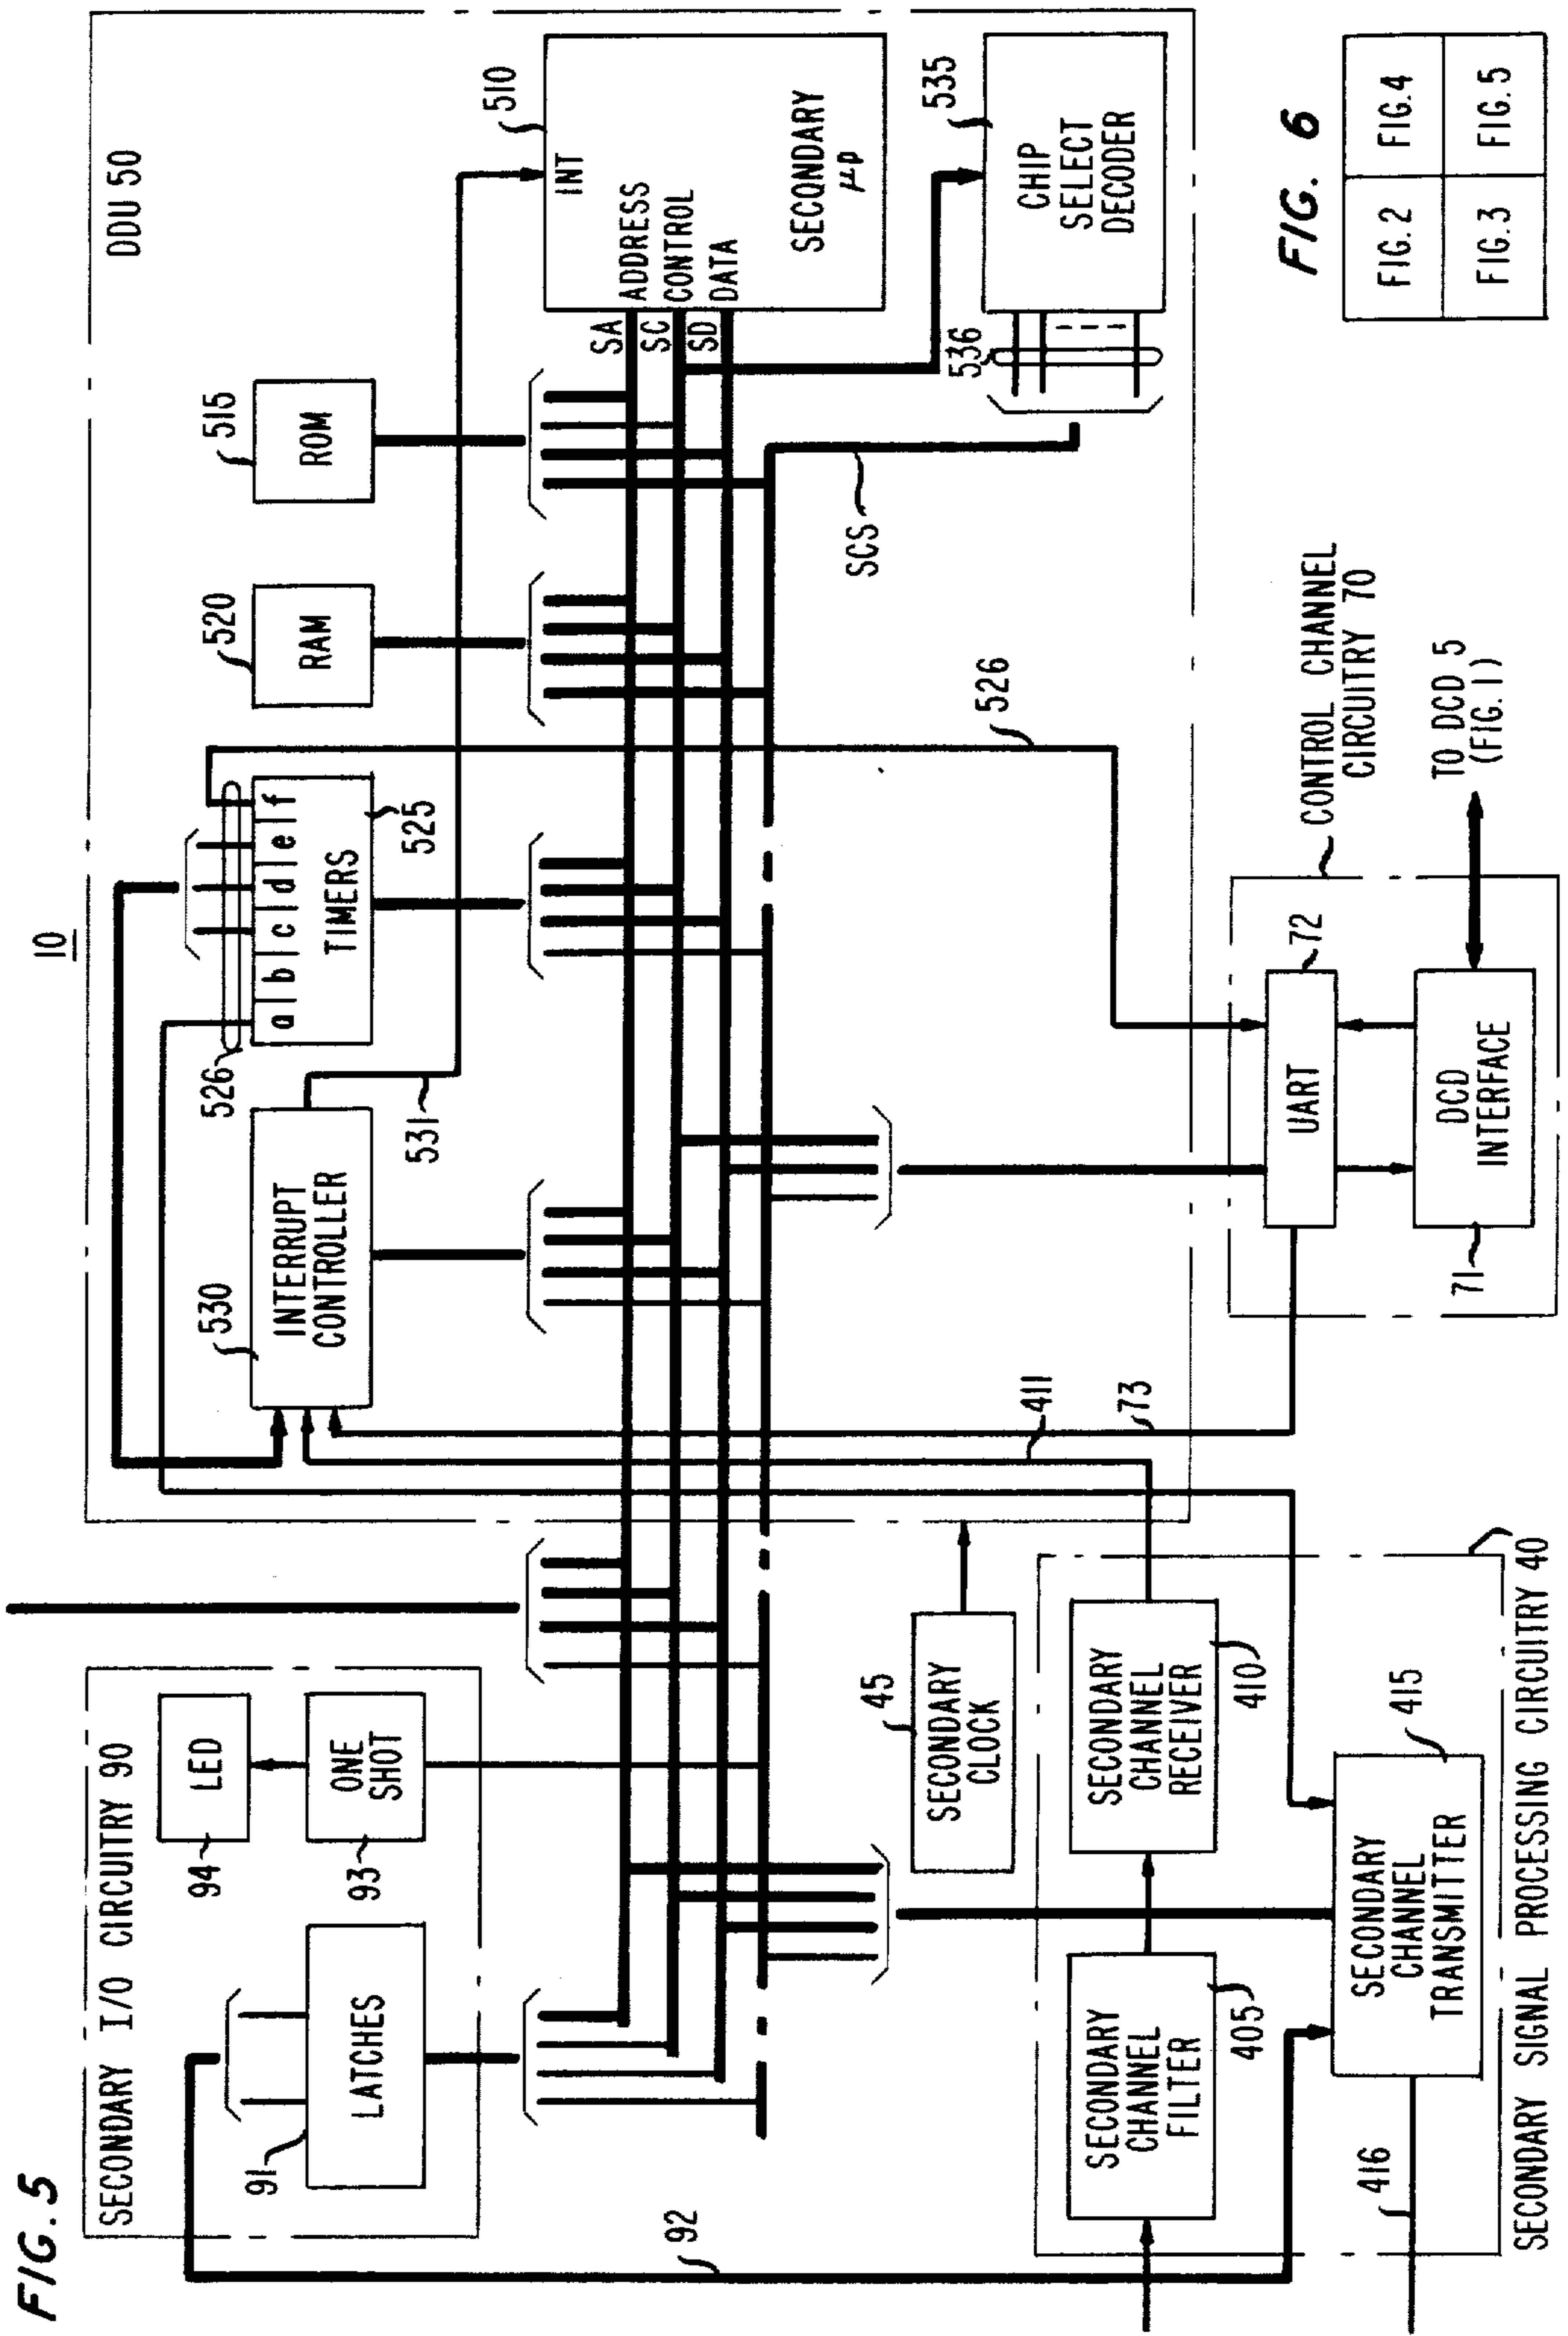 FIG. 5
10
DDU 50
SECONDARY I/O CIRCUITRY 90
LED
94
ONE
SHOT
93
LATCHES
91
92
530
INTERRUPT
CONTROLLER
531
526
a b c d e f
TIMERS
525
520
RAM
515
ROM
510
INT
ADDRESS
CONTROL
DATA
SECONDARY
μp
SA
SC
SD
535
CHIP
SELECT
DECODER
536
SCS
526
411
73
45
SECONDARY
CLOCK
SECONDARY
CHANNEL
FILTER
405
SECONDARY
CHANNEL
RECEIVER
410
SECONDARY
CHANNEL
TRANSMITTER
415
416
SECONDARY SIGNAL PROCESSING CIRCUITRY 40
UART
72
DCD
INTERFACE
71
CONTROL CHANNEL
CIRCUITRY 70
TO DCD 5
(FIG. 1)
FIG. 6
FIG. 2
FIG. 4
FIG. 3
FIG. 5